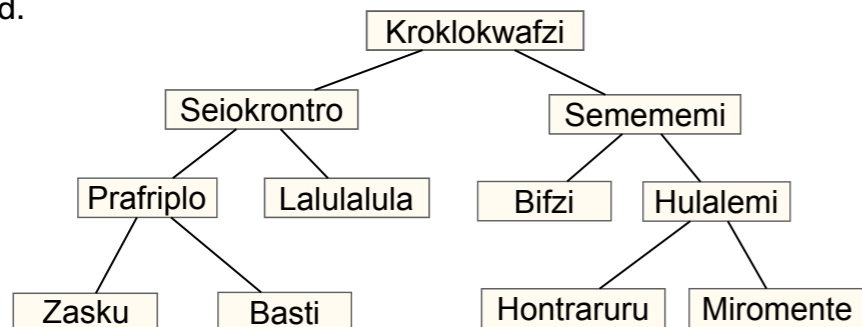 d.
Kroklokwafzi
Seiokrontro
Semememi
Prafriplo
Lalulalula
Bifzi
Hulalemi
Zasku
Basti
Hontraruru
Miromente